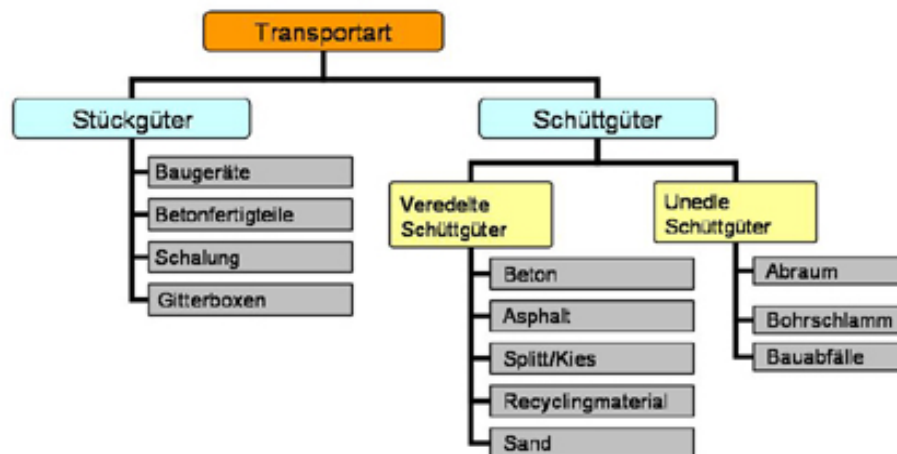 Transportart
Stückgüter
Baugeräte
Betonfertigteile
Schalung
Gitterboxen
Schüttgüter
Veredelte
Schüttgüter
Beton
Asphalt
Splitt/Kies
Recyclingmaterial
Sand
Unedle
Schüttgüter
Abraum
Bohrschlamm
Bauabfälle